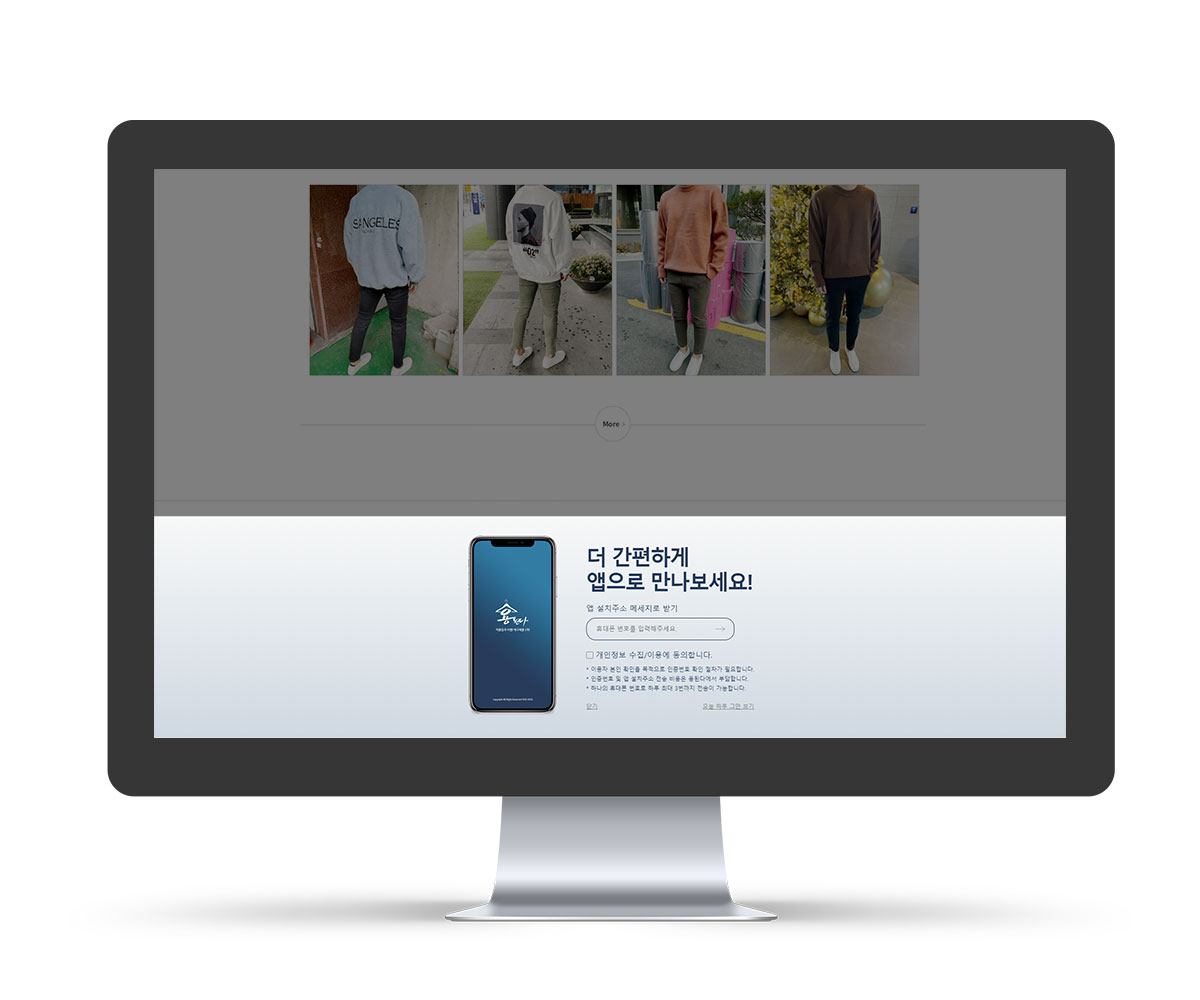 SANGELES
"02"
More >
더 간편하게
앱으로 만나보세요!
앱 설치주소 메세지로 받기
휴대폰 번호를 입력해주세요.
개인정보 수집/이용에 동의합니다.
* 이용자 본인 확인을 목적으로 인증번호 확인 절차가 필요합니다.
* 인증번호 및 앱 설치주소 전송 비용은 용된다에서 부담합니다.
* 하나의 휴대폰 번호로 하루 최대 3번까지 전송이 가능합니다.
닫기
오늘 하루 그만 보기